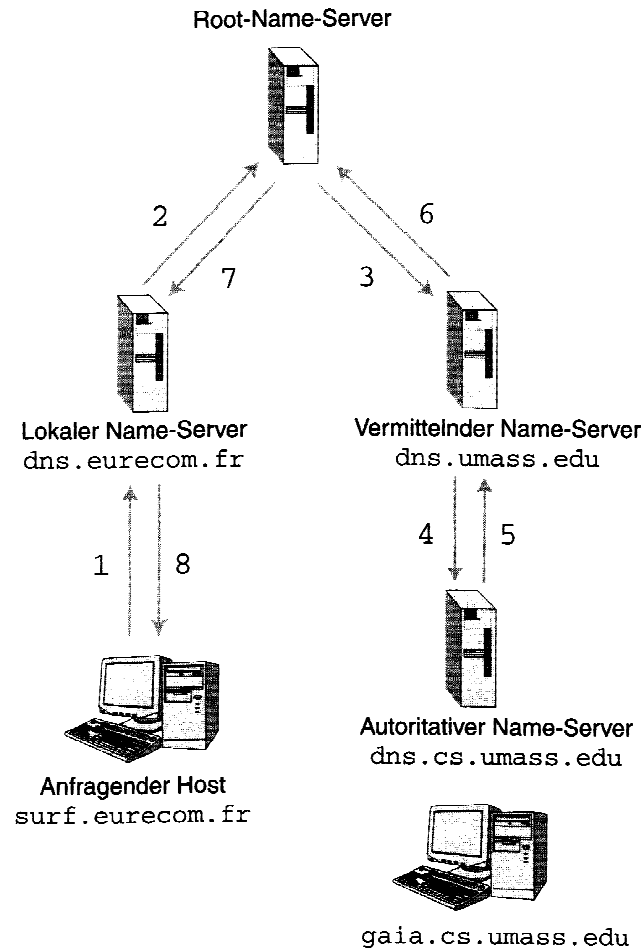 Root-Name-Server
2
6
7
3
Lokaler Name-Server
dns.eurecom.fr
Vermittelnder Name-Server
dns.umass.edu
1
8
4
5
Autoritativer Name-Server
dns.cs.umass.edu
Anfragender Host
surf.eurecom.fr
gaia.cs.umass.edu